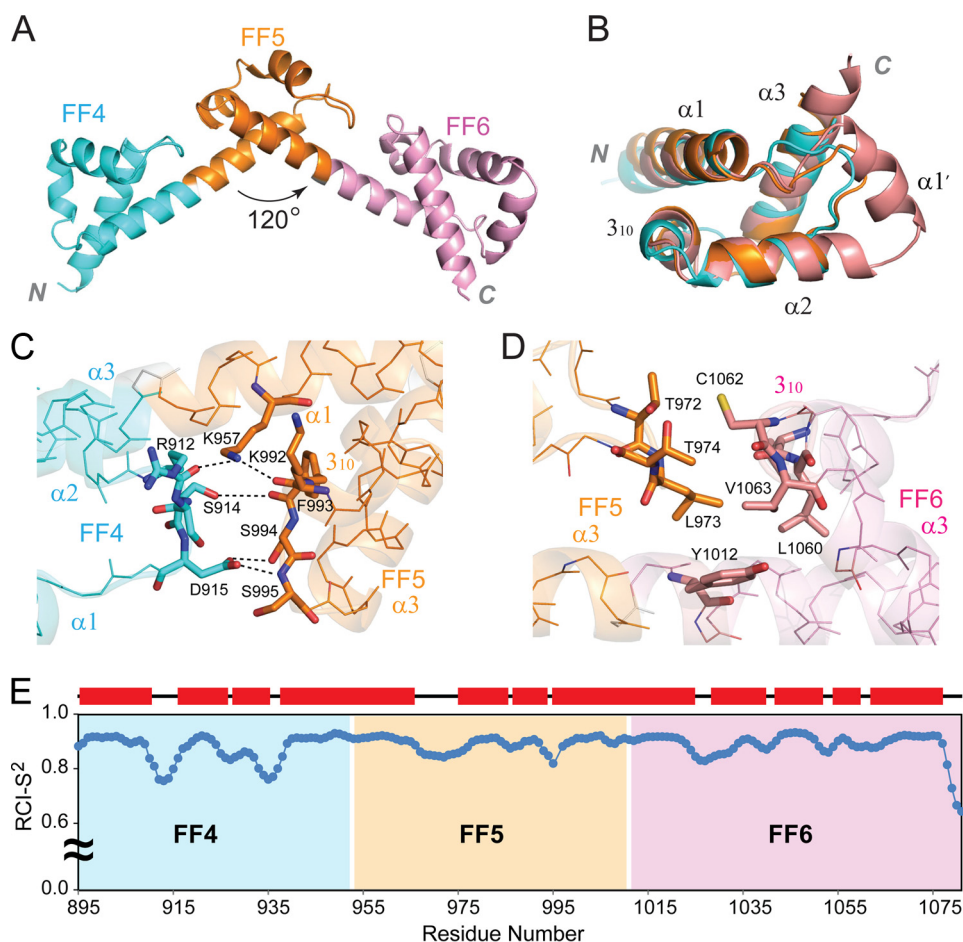 A
FF5
FF4
FF6
120°
N
C
B
C
α3
α1
N
α1′
3₁₀
α2
C
α3
α1
R912
K957
K992
3₁₀
α2
S914
F993
FF4
S994
FF5
α3
D915
S995
α1
D
C1062
3₁₀
T972
T974
V1063
FF6
α3
FF5
α3
L973
L1060
Y1012
E
1.0
0.8
0.6
0.0
RCI-S²
FF4
FF5
FF6
895 915 935 955 975 995 1015 1035 1055 1075
Residue Number